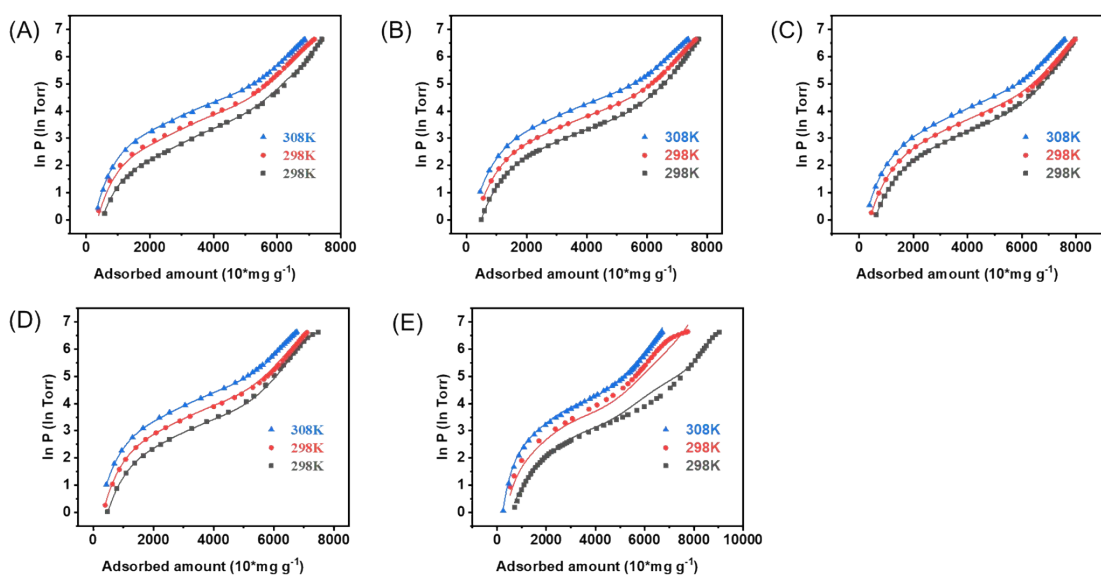 (A)
ln P (ln Torr)
7
6
5
4
3
2
1
0
308K
298K
298K
0 2000 4000 6000 8000
Adsorbed amount (10*mg g-1)
(B)
ln P (ln Torr)
7
6
5
4
3
2
1
0
308K
298K
298K
0 2000 4000 6000 8000
Adsorbed amount (10*mg g-1)
(C)
ln P (ln Torr)
7
6
5
4
3
2
1
0
308K
298K
298K
0 2000 4000 6000 8000
Adsorbed amount (10*mg g-1)
(D)
ln P (ln Torr)
7
6
5
4
3
2
1
0
308K
298K
298K
0 2000 4000 6000 8000
Adsorbed amount (10*mg g-1)
(E)
ln P (ln Torr)
7
6
5
4
3
2
1
0
308K
298K
298K
0 2000 4000 6000 8000 10000
Adsorbed amount (10*mg g-1)